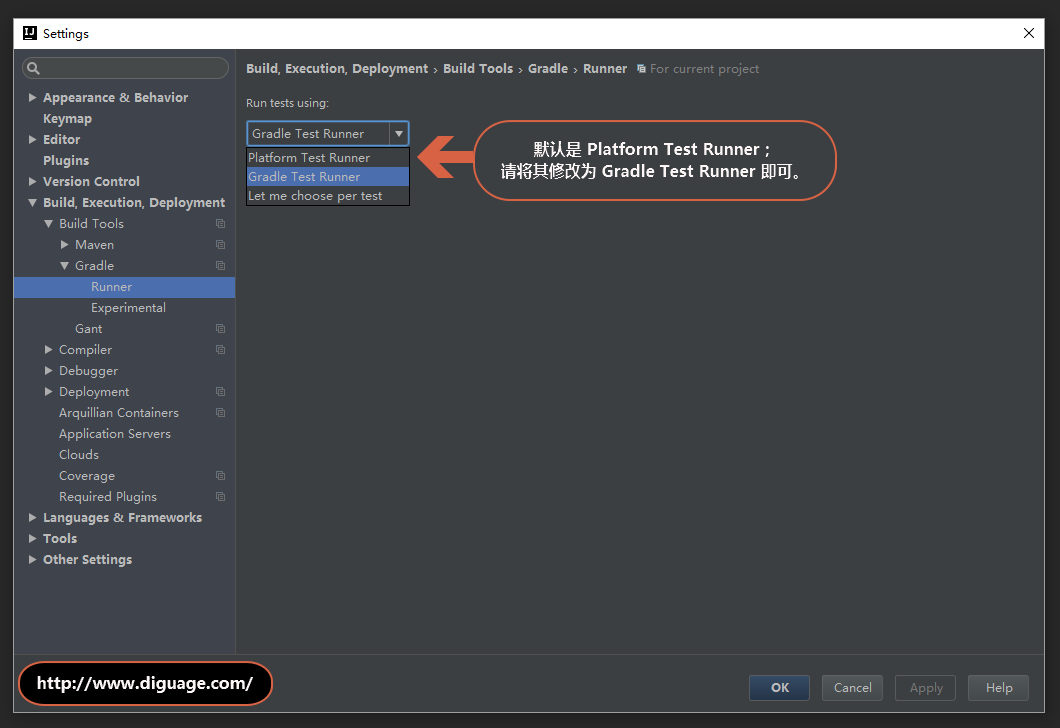 Settings
Build, Execution, Deployment › Build Tools › Gradle › Runner For current project
Appearance & Behavior
Keymap
Editor
Plugins
Version Control
Build, Execution, Deployment
Build Tools
Maven
Gradle
Runner
Experimental
Gant
Compiler
Debugger
Deployment
Arquillian Containers
Application Servers
Clouds
Coverage
Required Plugins
Languages & Frameworks
Tools
Other Settings
Run tests using:
Gradle Test Runner
Platform Test Runner
Gradle Test Runner
Let me choose per test
默认是 Platform Test Runner；
请将其修改为 Gradle Test Runner 即可。
http://www.diguage.com/
OK
Cancel
Apply
Help